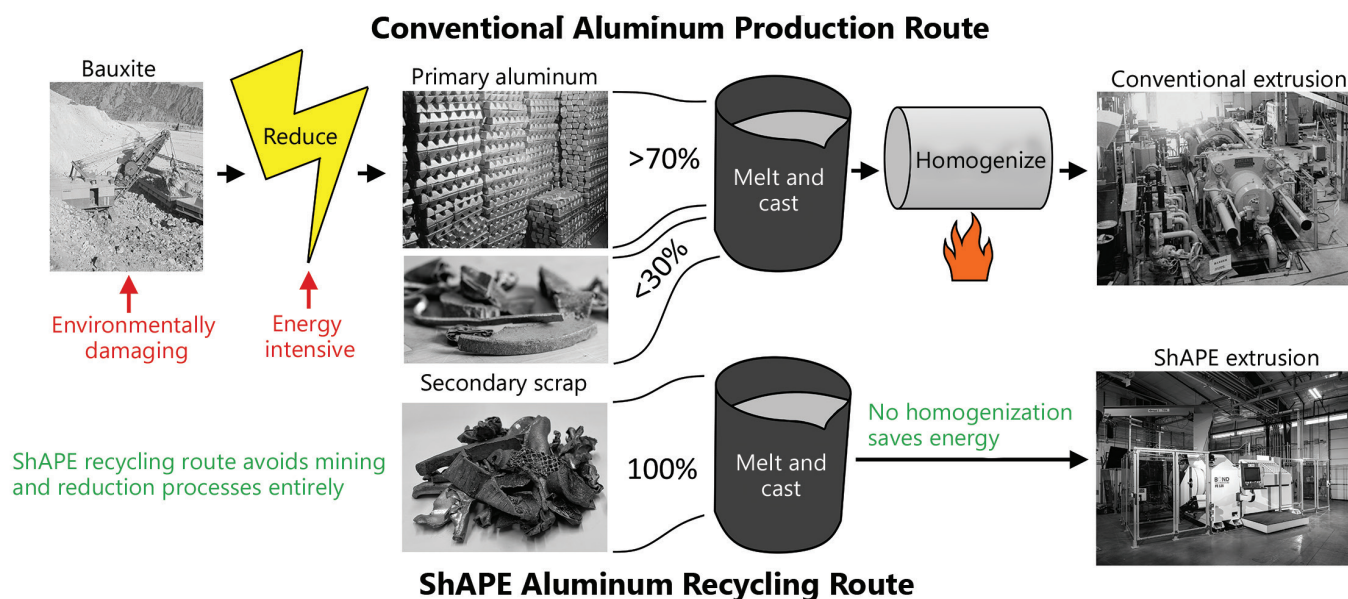 Conventional Aluminum Production Route
Bauxite
Reduce
Primary aluminum
>70%
<30%
Melt and
cast
Homogenize
Conventional extrusion
Environmentally
damaging
Energy
intensive
Secondary scrap
100%
Melt and
cast
No homogenization
saves energy
ShAPE extrusion
BOND
ShAPE recycling route avoids mining
and reduction processes entirely
ShAPE Aluminum Recycling Route